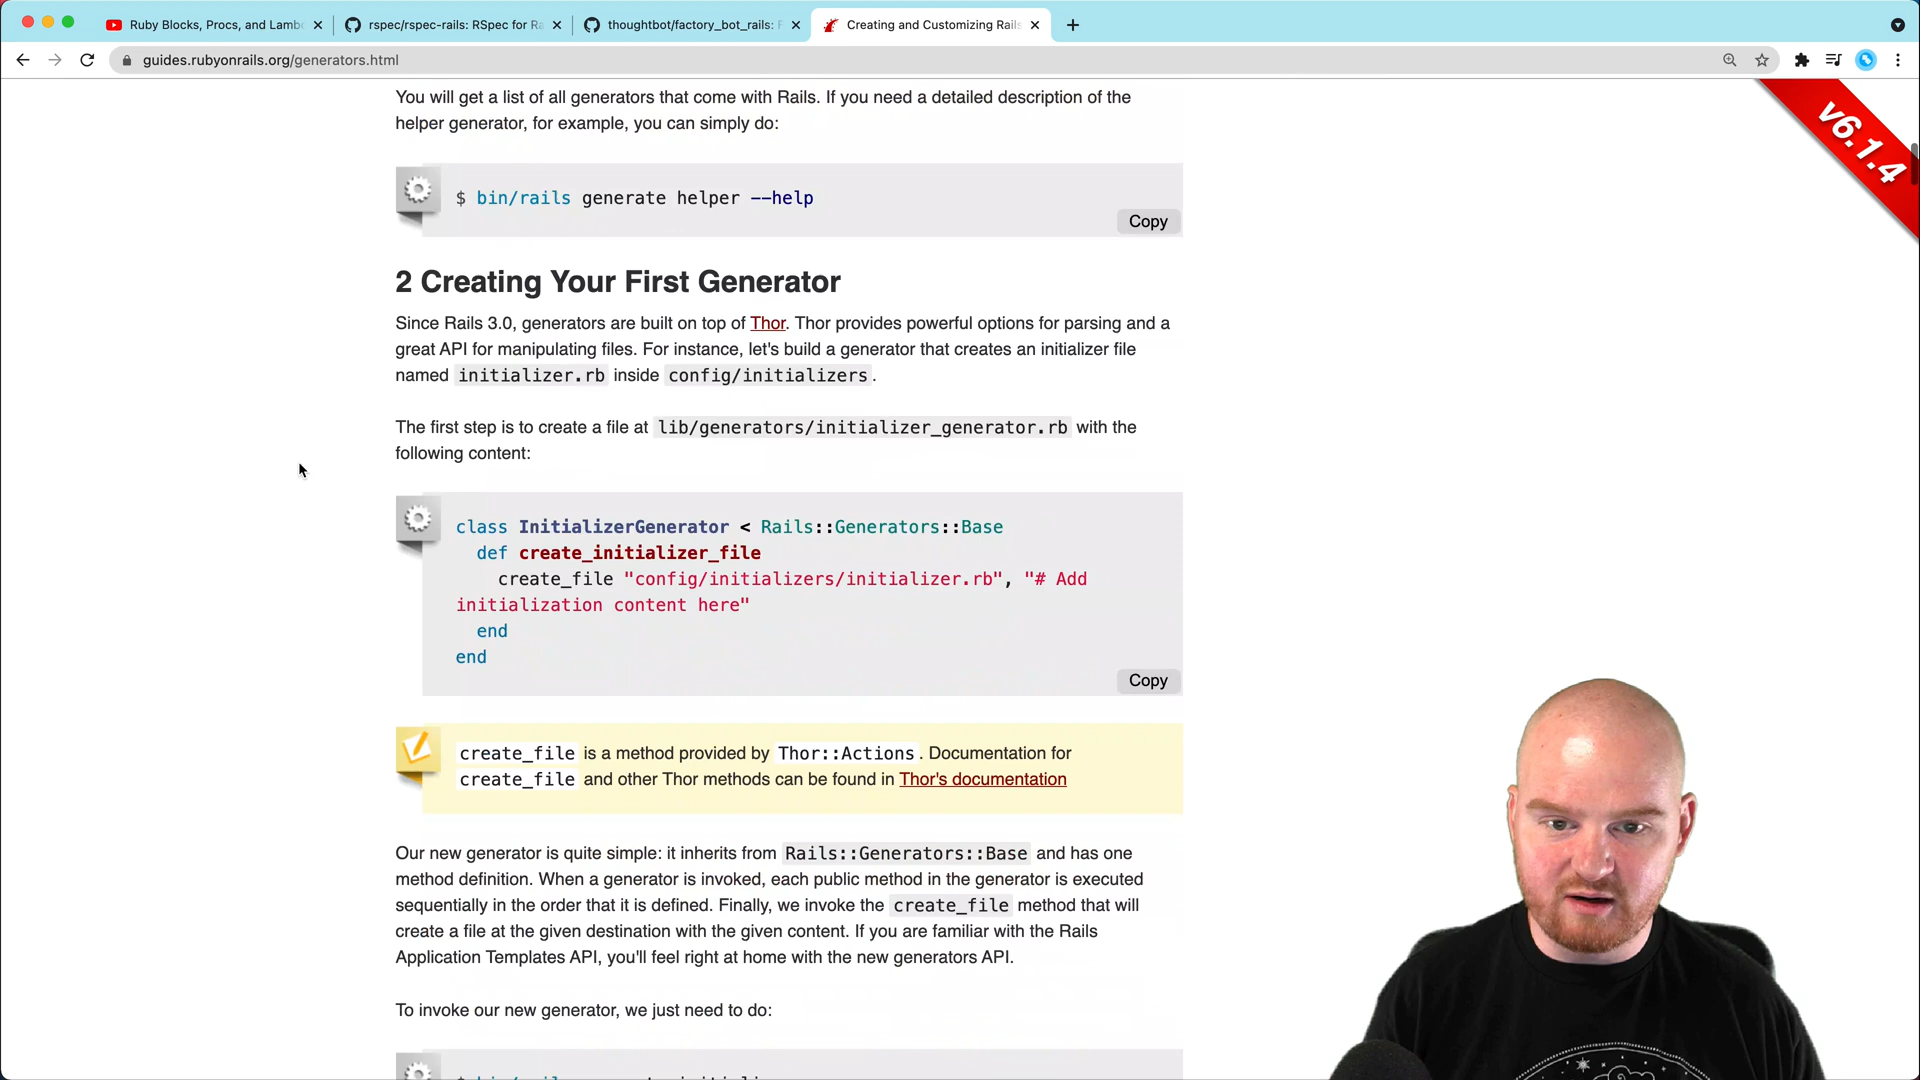 Ruby Blocks, Procs, and Lamb
rspec/rspec-rails: RSpec for Ra
thoughtbot/factory_bot_rails: F
Creating and Customizing Rails
guides.rubyonrails.org/generators.html
v6.1.4
You will get a list of all generators that come with Rails. If you need a detailed description of the
helper generator, for example, you can simply do:
$ bin/rails generate helper --help
Copy
2 Creating Your First Generator
Since Rails 3.0, generators are built on top of Thor. Thor provides powerful options for parsing and a
great API for manipulating files. For instance, let's build a generator that creates an initializer file
named initializer.rb inside config/initializers.
The first step is to create a file at lib/generators/initializer_generator.rb with the
following content:
class InitializerGenerator < Rails::Generators::Base
def create_initializer_file
create_file "config/initializers/initializer.rb", "# Add
initialization content here"
end
end
Copy
create_file is a method provided by Thor::Actions. Documentation for
create_file and other Thor methods can be found in Thor's documentation
Our new generator is quite simple: it inherits from Rails::Generators::Base and has one
method definition. When a generator is invoked, each public method in the generator is executed
sequentially in the order that it is defined. Finally, we invoke the create_file method that will
create a file at the given destination with the given content. If you are familiar with the Rails
Application Templates API, you'll feel right at home with the new generators API.
To invoke our new generator, we just need to do: